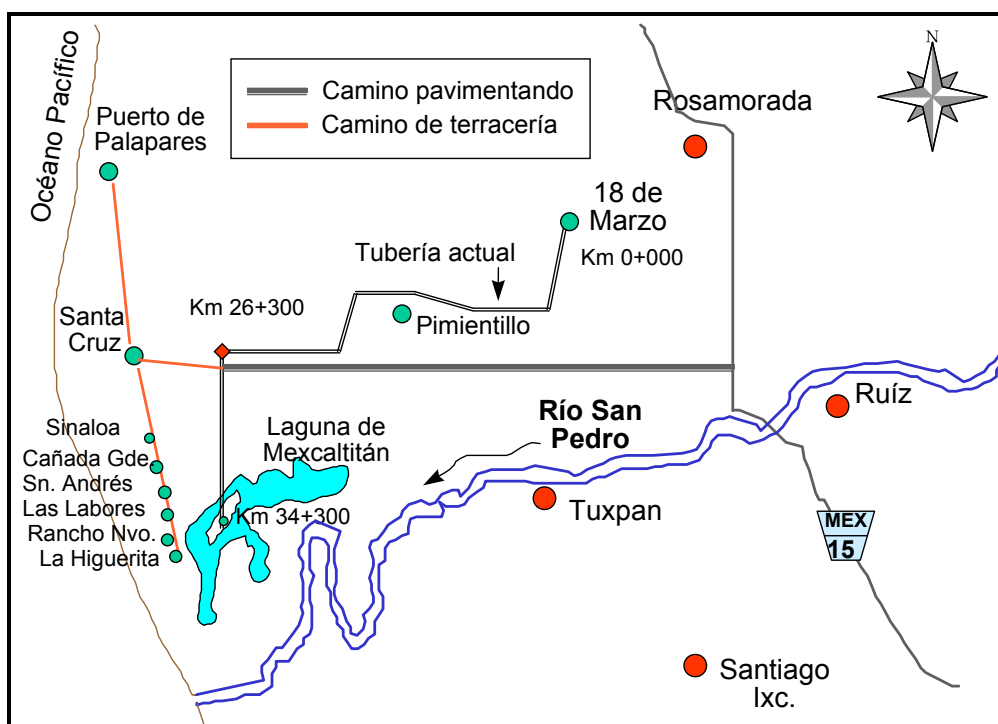 Océano Pacífico
Puerto de
Palapares
Camino pavimentando
Camino de terracería
N
Rosamorada
18 de
Marzo
Km 0+000
Tubería actual
Km 26+300
Pimientillo
Santa
Cruz
Ruíz
Río San
Pedro
Laguna de
Mexcaltitán
Sinaloa
Cañada Gde.
Sn. Andrés
Las Labores
Rancho Nvo.
La Higuerita
Km 34+300
Tuxpan
MEX
15
Santiago
Ixc.